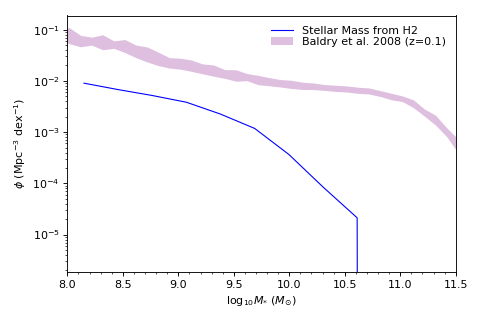 Stellar Mass from H2
Baldry et al. 2008 (z=0.1)
10⁻¹
10⁻²
10⁻³
10⁻⁴
10⁻⁵
ϕ (Mpc⁻³ dex⁻¹)
8.0 8.5 9.0 9.5 10.0 10.5 11.0 11.5
log₁₀M* (M⊙)